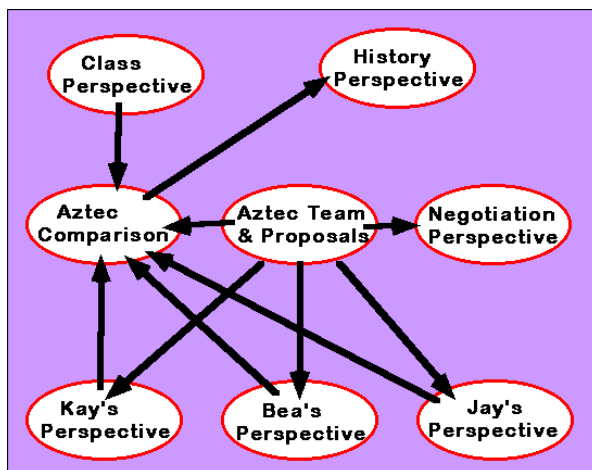 Class
Perspective
History
Perspective
Aztec
Comparison
Aztec Team
& Proposals
Negotiation
Perspective
Kay's
Perspective
Bea's
Perspective
Jay's
Perspective